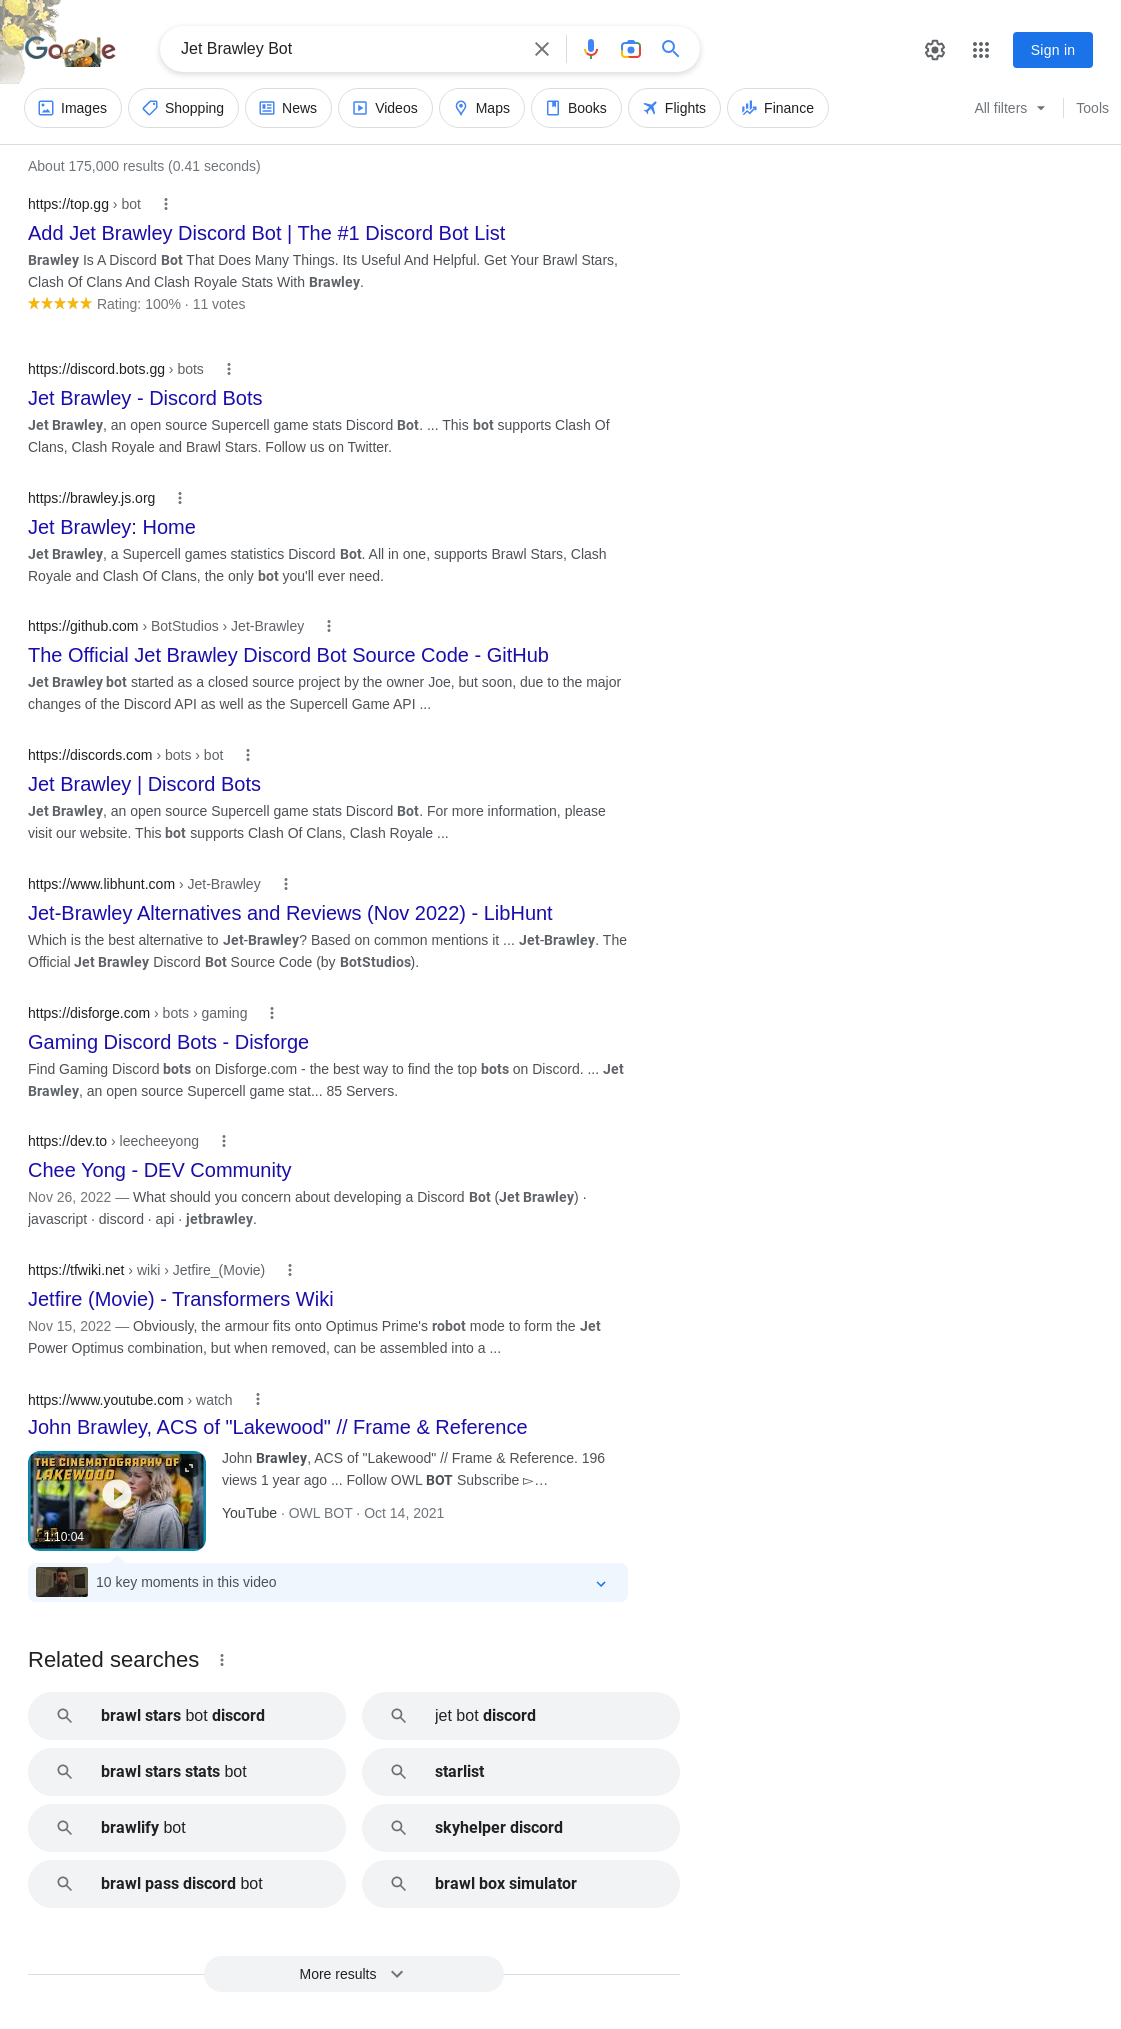 Google
Jet Brawley Bot
Sign in
Images
Shopping
News
Videos
Maps
Books
Flights
Finance
All filters
Tools
About 175,000 results (0.41 seconds)
https://top.gg › bot
Add Jet Brawley Discord Bot | The #1 Discord Bot List
Brawley Is A Discord Bot That Does Many Things. Its Useful And Helpful. Get Your Brawl Stars,
Clash Of Clans And Clash Royale Stats With Brawley.
Rating: 100% · 11 votes
https://discord.bots.gg › bots
Jet Brawley - Discord Bots
Jet Brawley, an open source Supercell game stats Discord Bot. ... This bot supports Clash Of
Clans, Clash Royale and Brawl Stars. Follow us on Twitter.
https://brawley.js.org
Jet Brawley: Home
Jet Brawley, a Supercell games statistics Discord Bot. All in one, supports Brawl Stars, Clash
Royale and Clash Of Clans, the only bot you'll ever need.
https://github.com › BotStudios › Jet-Brawley
The Official Jet Brawley Discord Bot Source Code - GitHub
Jet Brawley bot started as a closed source project by the owner Joe, but soon, due to the major
changes of the Discord API as well as the Supercell Game API ...
https://discords.com › bots › bot
Jet Brawley | Discord Bots
Jet Brawley, an open source Supercell game stats Discord Bot. For more information, please
visit our website. This bot supports Clash Of Clans, Clash Royale ...
https://www.libhunt.com › Jet-Brawley
Jet-Brawley Alternatives and Reviews (Nov 2022) - LibHunt
Which is the best alternative to Jet-Brawley? Based on common mentions it ... Jet-Brawley. The
Official Jet Brawley Discord Bot Source Code (by BotStudios).
https://disforge.com › bots › gaming
Gaming Discord Bots - Disforge
Find Gaming Discord bots on Disforge.com - the best way to find the top bots on Discord. ... Jet
Brawley, an open source Supercell game stat... 85 Servers.
https://dev.to › leecheeyong
Chee Yong - DEV Community
Nov 26, 2022 — What should you concern about developing a Discord Bot (Jet Brawley) ·
javascript · discord · api · jetbrawley.
https://tfwiki.net › wiki › Jetfire_(Movie)
Jetfire (Movie) - Transformers Wiki
Nov 15, 2022 — Obviously, the armour fits onto Optimus Prime's robot mode to form the Jet
Power Optimus combination, but when removed, can be assembled into a ...
https://www.youtube.com › watch
John Brawley, ACS of "Lakewood" // Frame & Reference
THE CINEMATOGRAPHY OF
LAKEWOOD
1:10:04
John Brawley, ACS of "Lakewood" // Frame & Reference. 196
views 1 year ago ... Follow OWL BOT Subscribe ▻…
YouTube · OWL BOT · Oct 14, 2021
10 key moments in this video
Related searches
brawl stars bot discord
jet bot discord
brawl stars stats bot
starlist
brawlify bot
skyhelper discord
brawl pass discord bot
brawl box simulator
More results